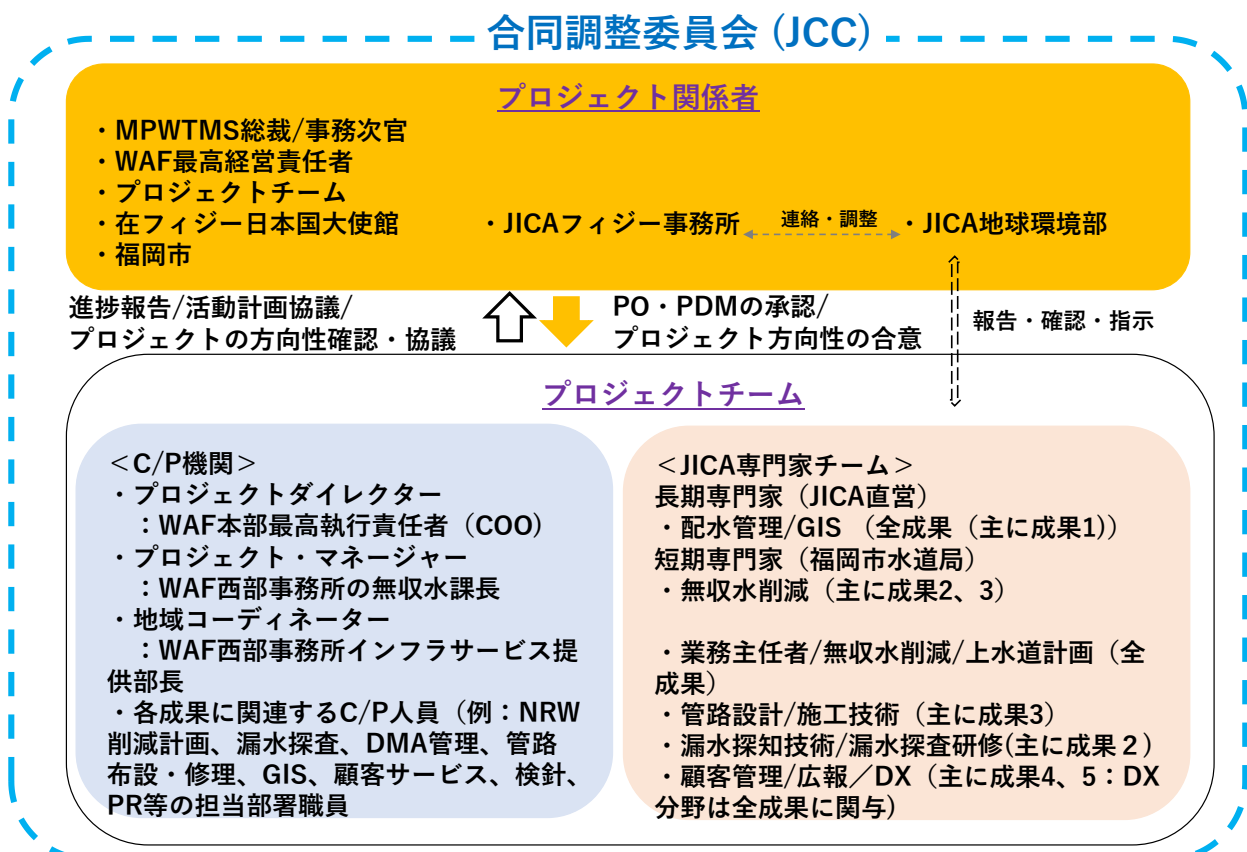 合同調整委員会 (JCC)
プロジェクト関係者
・MPWTMS総裁/事務次官
・WAF最高経営責任者
・プロジェクトチーム
・在フィジー日本国大使館
・JICAフィジー事務所
連絡・調整
・JICA地球環境部
・福岡市
進捗報告/活動計画協議/
プロジェクトの方向性確認・協議
PO・PDMの承認/
プロジェクト方向性の合意
報告・確認・指示
プロジェクトチーム
＜C/P機関＞
・プロジェクトダイレクター
：WAF本部最高執行責任者（COO）
・プロジェクト・マネージャー
：WAF西部事務所の無収水課長
・地域コーディネーター
：WAF西部事務所インフラサービス提
供部長
・各成果に関連するC/P人員（例：NRW
削減計画、漏水探査、DMA管理、管路
布設・修理、GIS、顧客サービス、検針、
PR等の担当部署職員
＜JICA専門家チーム＞
長期専門家（JICA直営）
・配水管理/GIS （全成果（主に成果1)）
短期専門家（福岡市水道局）
・無収水削減（主に成果2、3）
・業務主任者/無収水削減/上水道計画（全
成果）
・管路設計/施工技術（主に成果3）
・漏水探知技術/漏水探査研修(主に成果２）
・顧客管理/広報／DX（主に成果4、5：DX
分野は全成果に関与)